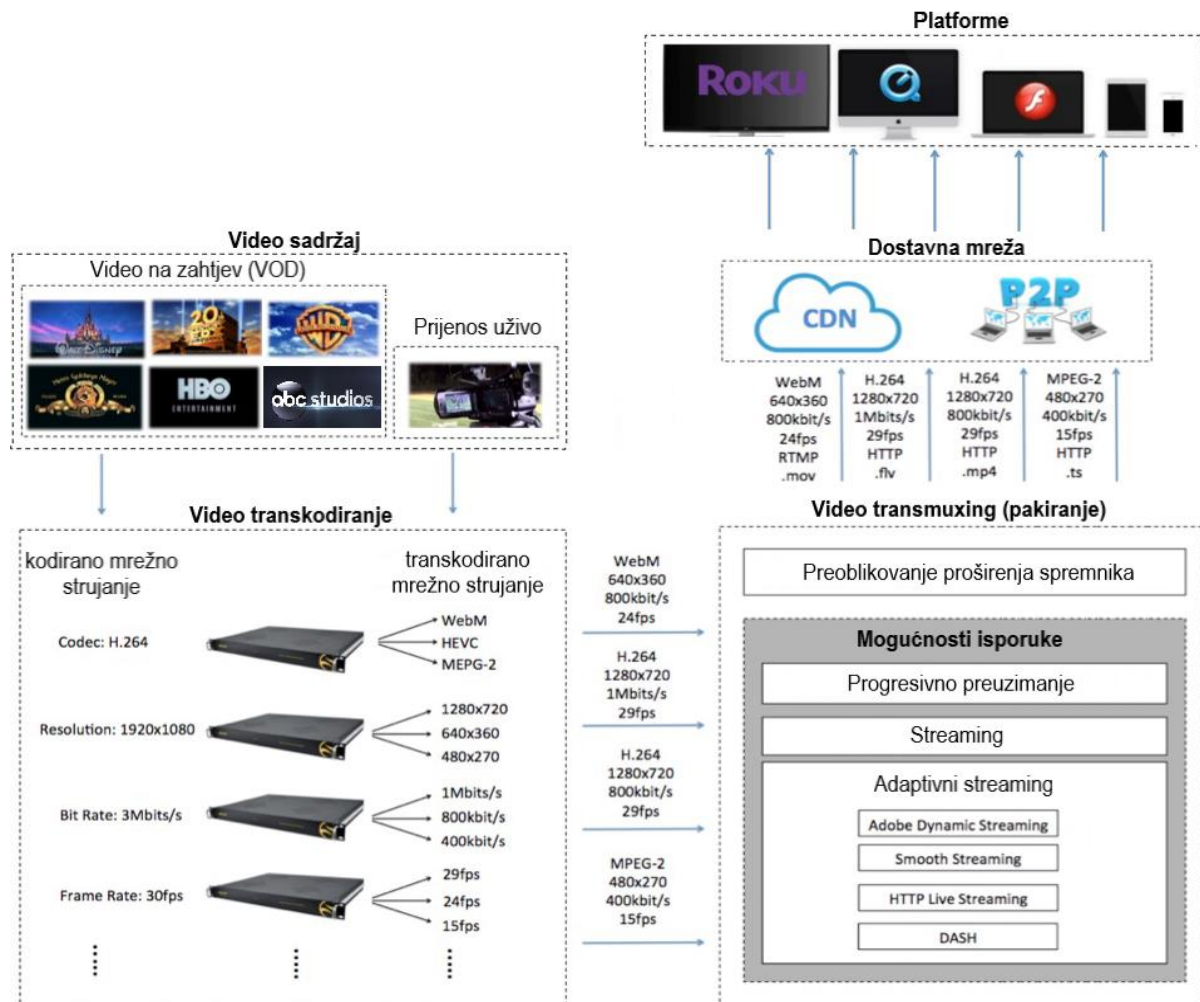 Platforme
ROKU
Dostavna mreža
CDN
P2P
WebM
640x360
800kbit/s
24fps
RTMP
.mov
H.264
1280x720
1Mbits/s
29fps
HTTP
.flv
H.264
1280x720
800kbit/s
29fps
HTTP
.mp4
MPEG-2
480x270
400kbit/s
15fps
HTTP
.ts
Video sadržaj
Video na zahtjev (VOD)
WALT DISNEY
20
WB
HBO
ENTERTAINMENT
abc studios
Prijenos uživo
Video transkodiranje
kodirano mrežno
strujanje
transkodirano
mrežno strujanje
Codec: H.264
WebM
HEVC
MEPG-2
Resolution: 1920x1080
1280x720
640x360
480x270
Bit Rate: 3Mbits/s
1Mbits/s
800kbit/s
400kbit/s
Frame Rate: 30fps
29fps
24fps
15fps
WebM
640x360
800kbit/s
24fps
H.264
1280x720
1Mbits/s
29fps
H.264
1280x720
800kbit/s
29fps
MPEG-2
480x270
400kbit/s
15fps
Video transmuxing (pakiranje)
Preoblikovanje proširenja spremnika
Mogućnosti isporuke
Progresivno preuzimanje
Streaming
Adaptivni streaming
Adobe Dynamic Streaming
Smooth Streaming
HTTP Live Streaming
DASH